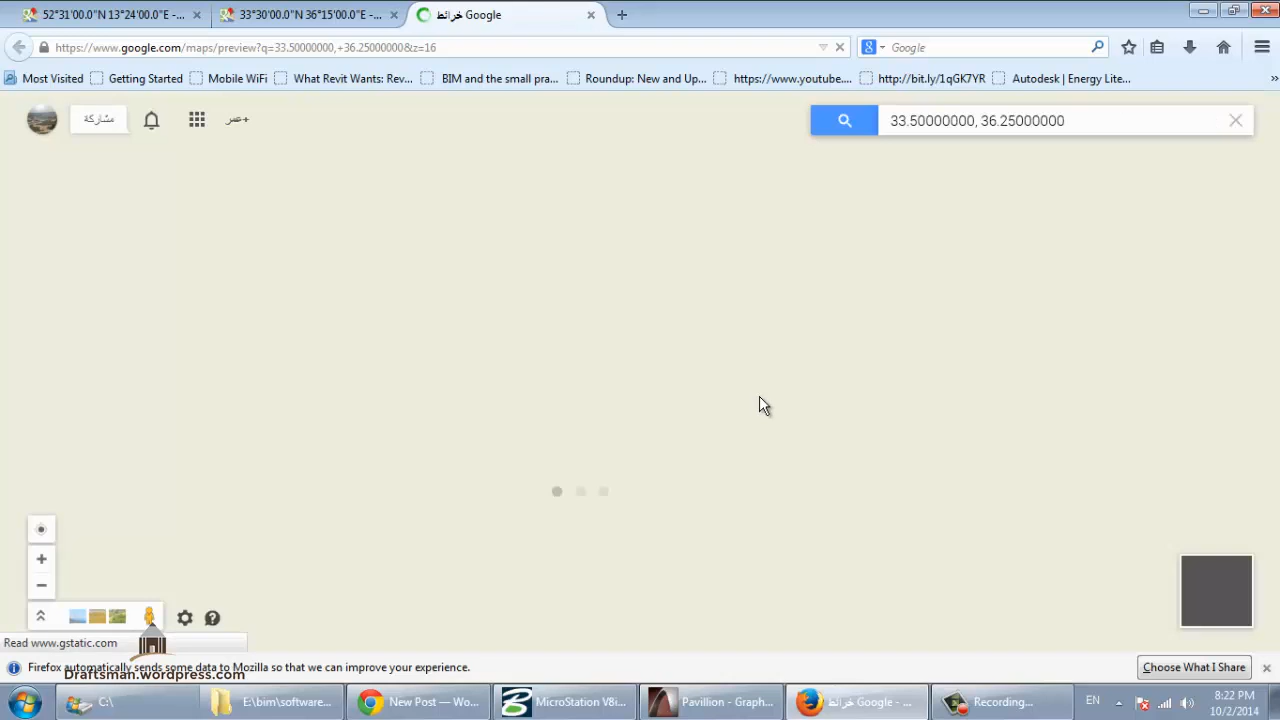 52°31'00.0"N 13°24'00.0"E -...
33°30'00.0"N 36°15'00.0"E -...
خرائط Google
https://www.google.com/maps/preview?q=33.50000000,+36.25000000&z=16
Google
Most Visited
Getting Started
Mobile WiFi
What Revit Wants: Rev...
BIM and the small pra...
Roundup: New and Up...
https://www.youtube....
http://bit.ly/1qGK7YR
Autodesk | Energy Lite...
مشاركة
+عمر
33.50000000, 36.25000000
Read www.gstatic.com
Firefox automatically sends some data to Mozilla so that we can improve your experience.
Choose What I Share
Draftsman.wordpress.com
C:\
E:\bim\software...
New Post — Wo...
MicroStation V8i...
Pavillion - Graph...
خرائط Google - ...
Recording...
EN
8:22 PM
10/2/2014